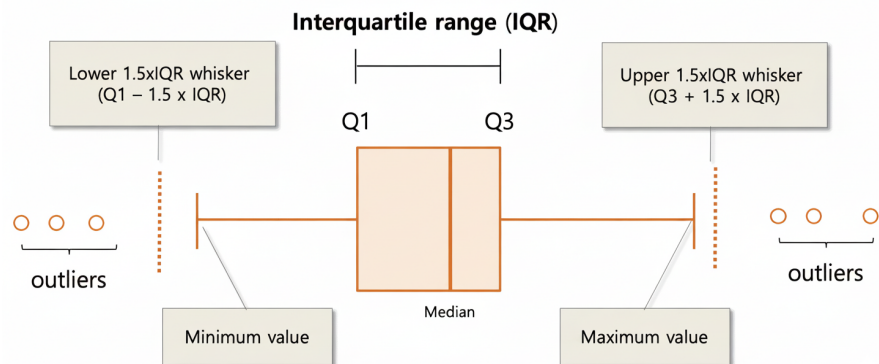 Interquartile range (IQR)
Lower 1.5xIQR whisker
(Q1 – 1.5 x IQR)
Upper 1.5xIQR whisker
(Q3 + 1.5 x IQR)
Q1
Q3
outliers
outliers
Median
Minimum value
Maximum value